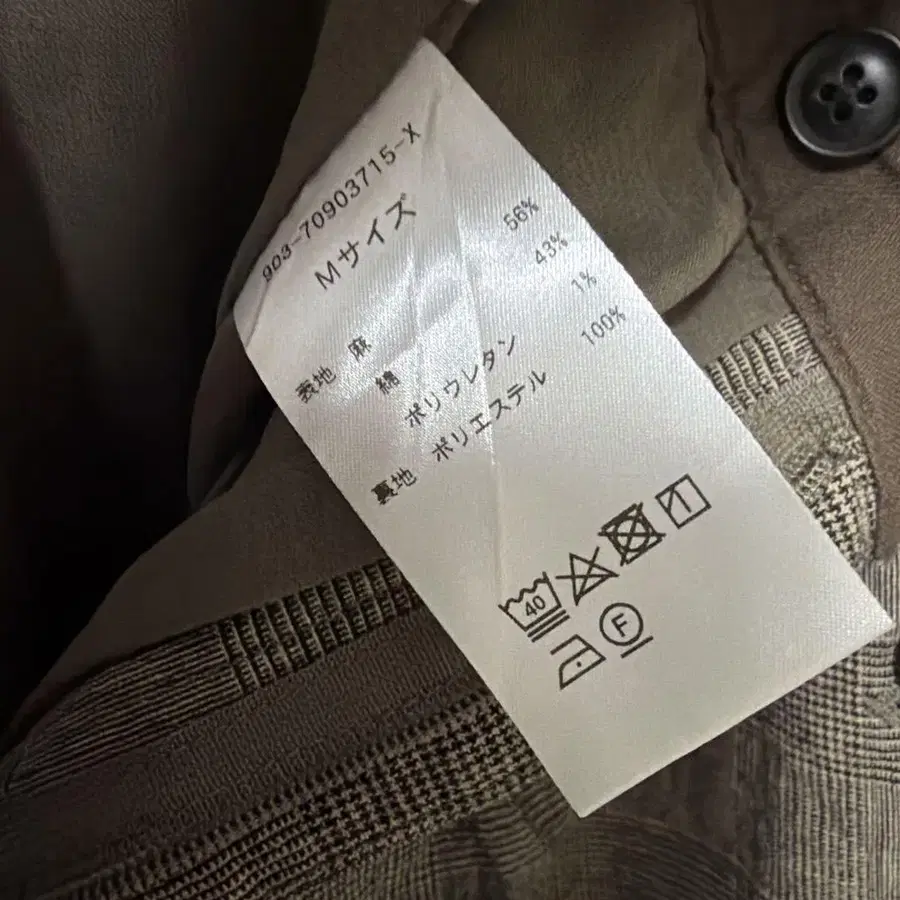 903-70903715-X
Mサイズ
表地 麻 56%
綿 43%
ポリウレタン 1%
裏地 ポリエステル 100%
40
F